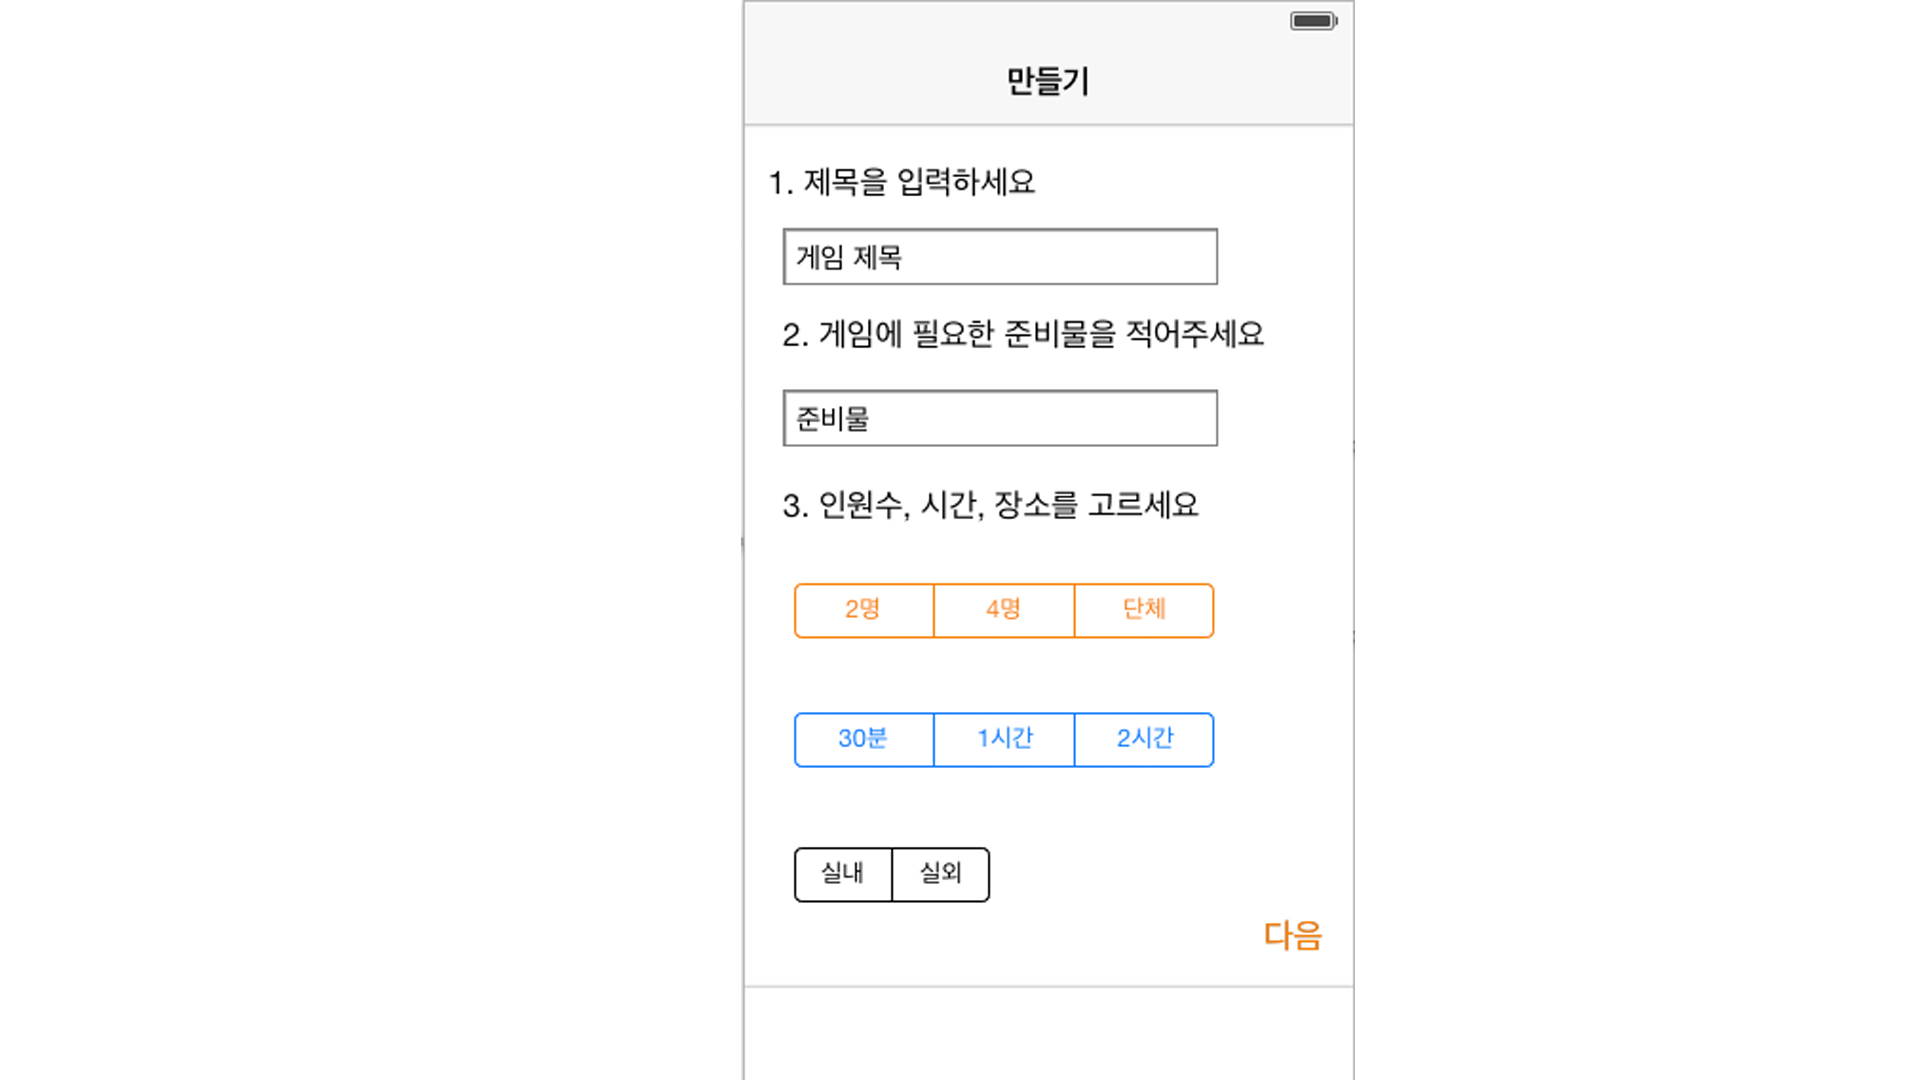 만들기
1. 제목을 입력하세요
게임 제목
2. 게임에 필요한 준비물을 적어주세요
준비물
3. 인원수, 시간, 장소를 고르세요
2명 4명 단체
30분 1시간 2시간
실내 실외
다음